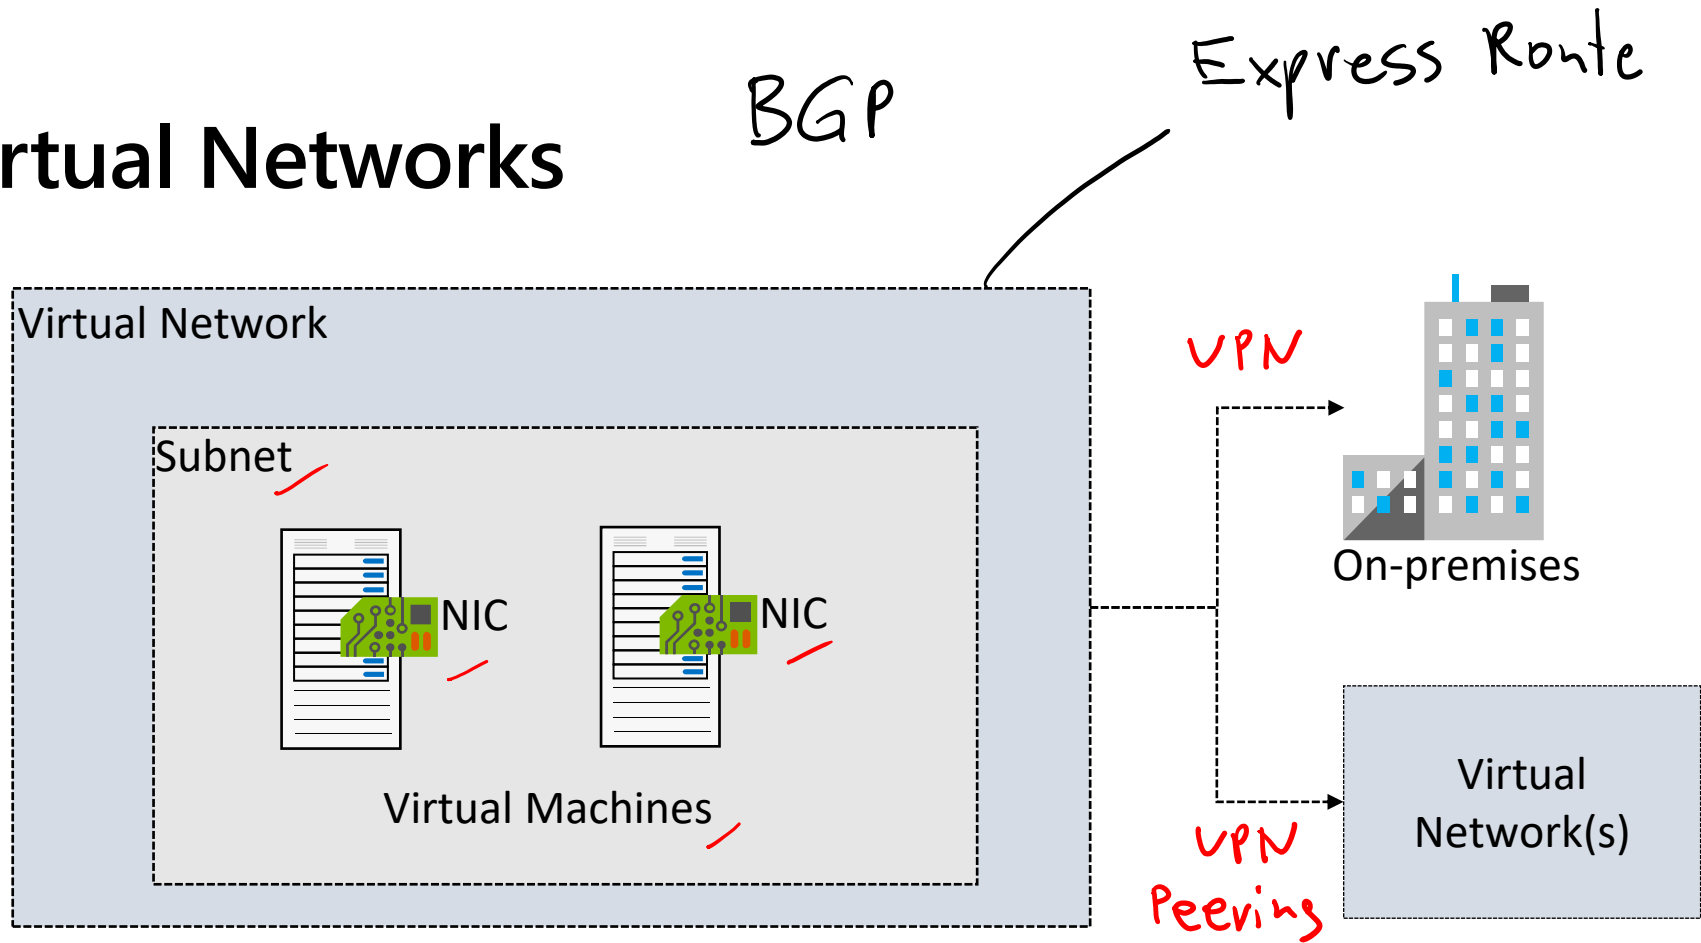 Express Route
BGP
rtual Networks
Virtual Network
VPN
Subnet
On-premises
NIC
NIC
Virtual Machines
Virtual
Network(s)
VPN
Peering